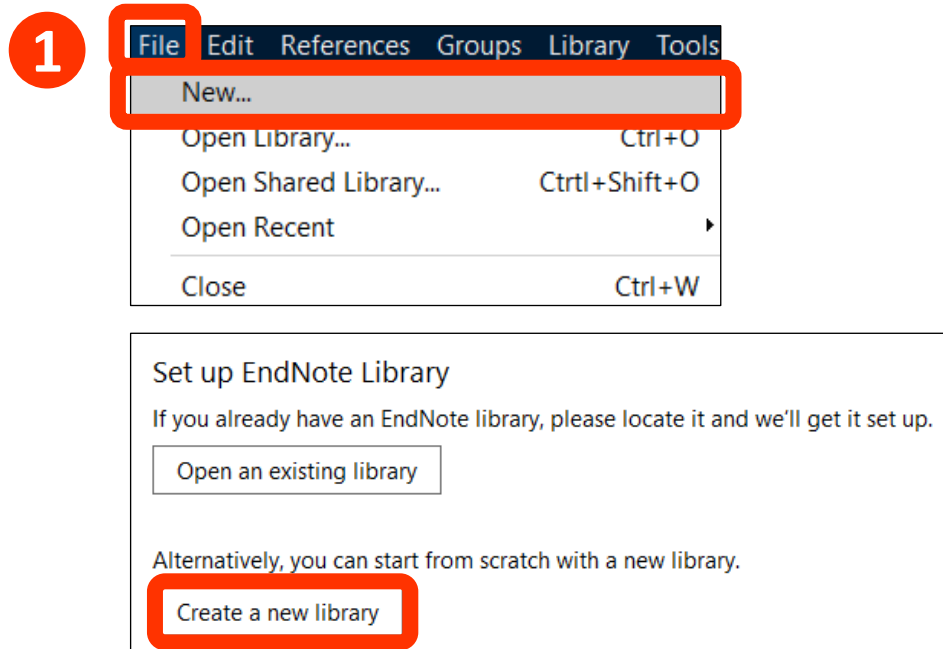 1
File Edit References Groups Library Tools
New...
Open Library... Ctrl+O
Open Shared Library... Ctrtl+Shift+O
Open Recent
Close Ctrl+W
Set up EndNote Library
If you already have an EndNote library, please locate it and we'll get it set up.
Open an existing library
Alternatively, you can start from scratch with a new library.
Create a new library